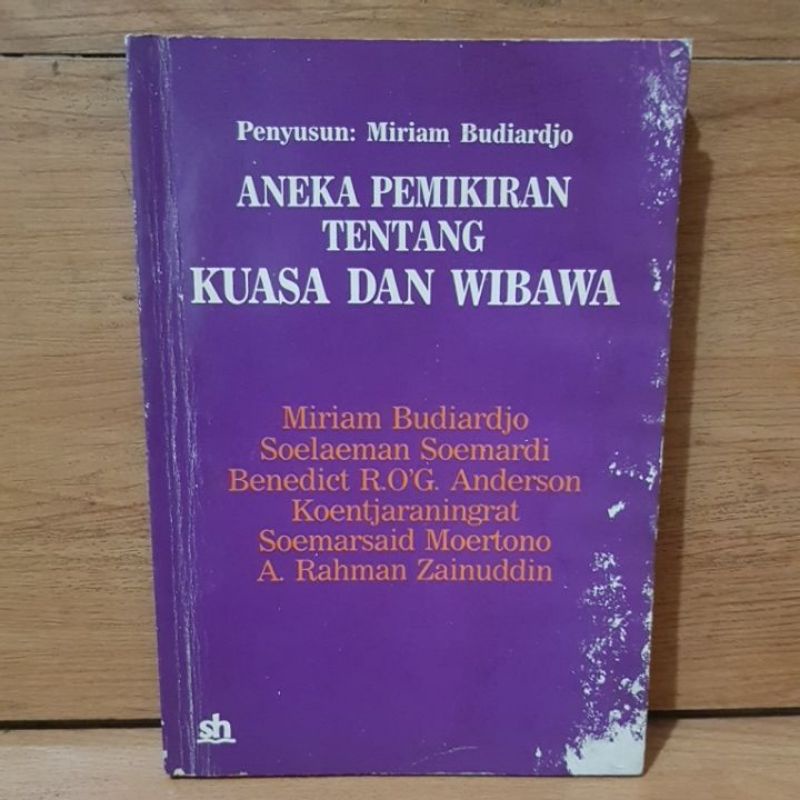 Penyusun: Miriam Budiardjo
ANEKA PEMIKIRAN
TENTANG
KUASA DAN WIBAWA
Miriam Budiardjo
Soelaeman Soemardi
Benedict R.O'G. Anderson
Koentjaraningrat
Soemarsaid Moertono
A. Rahman Zainuddin
sh